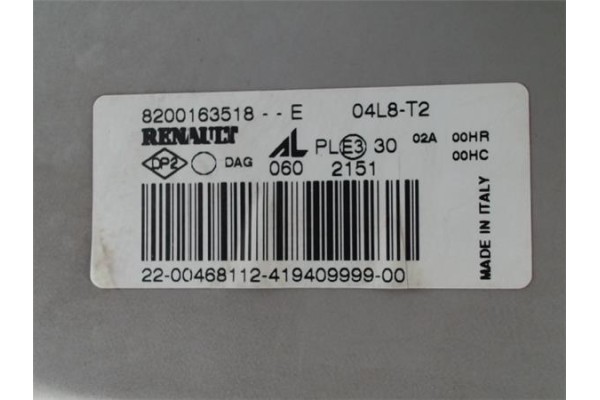 8200163518 - - E 04L8-T2
RENAULT AL PL E3 30 02A 00HR
DP2 DAG 060 2151 00HC
22-00468112-419409999-00
MADE IN ITALY